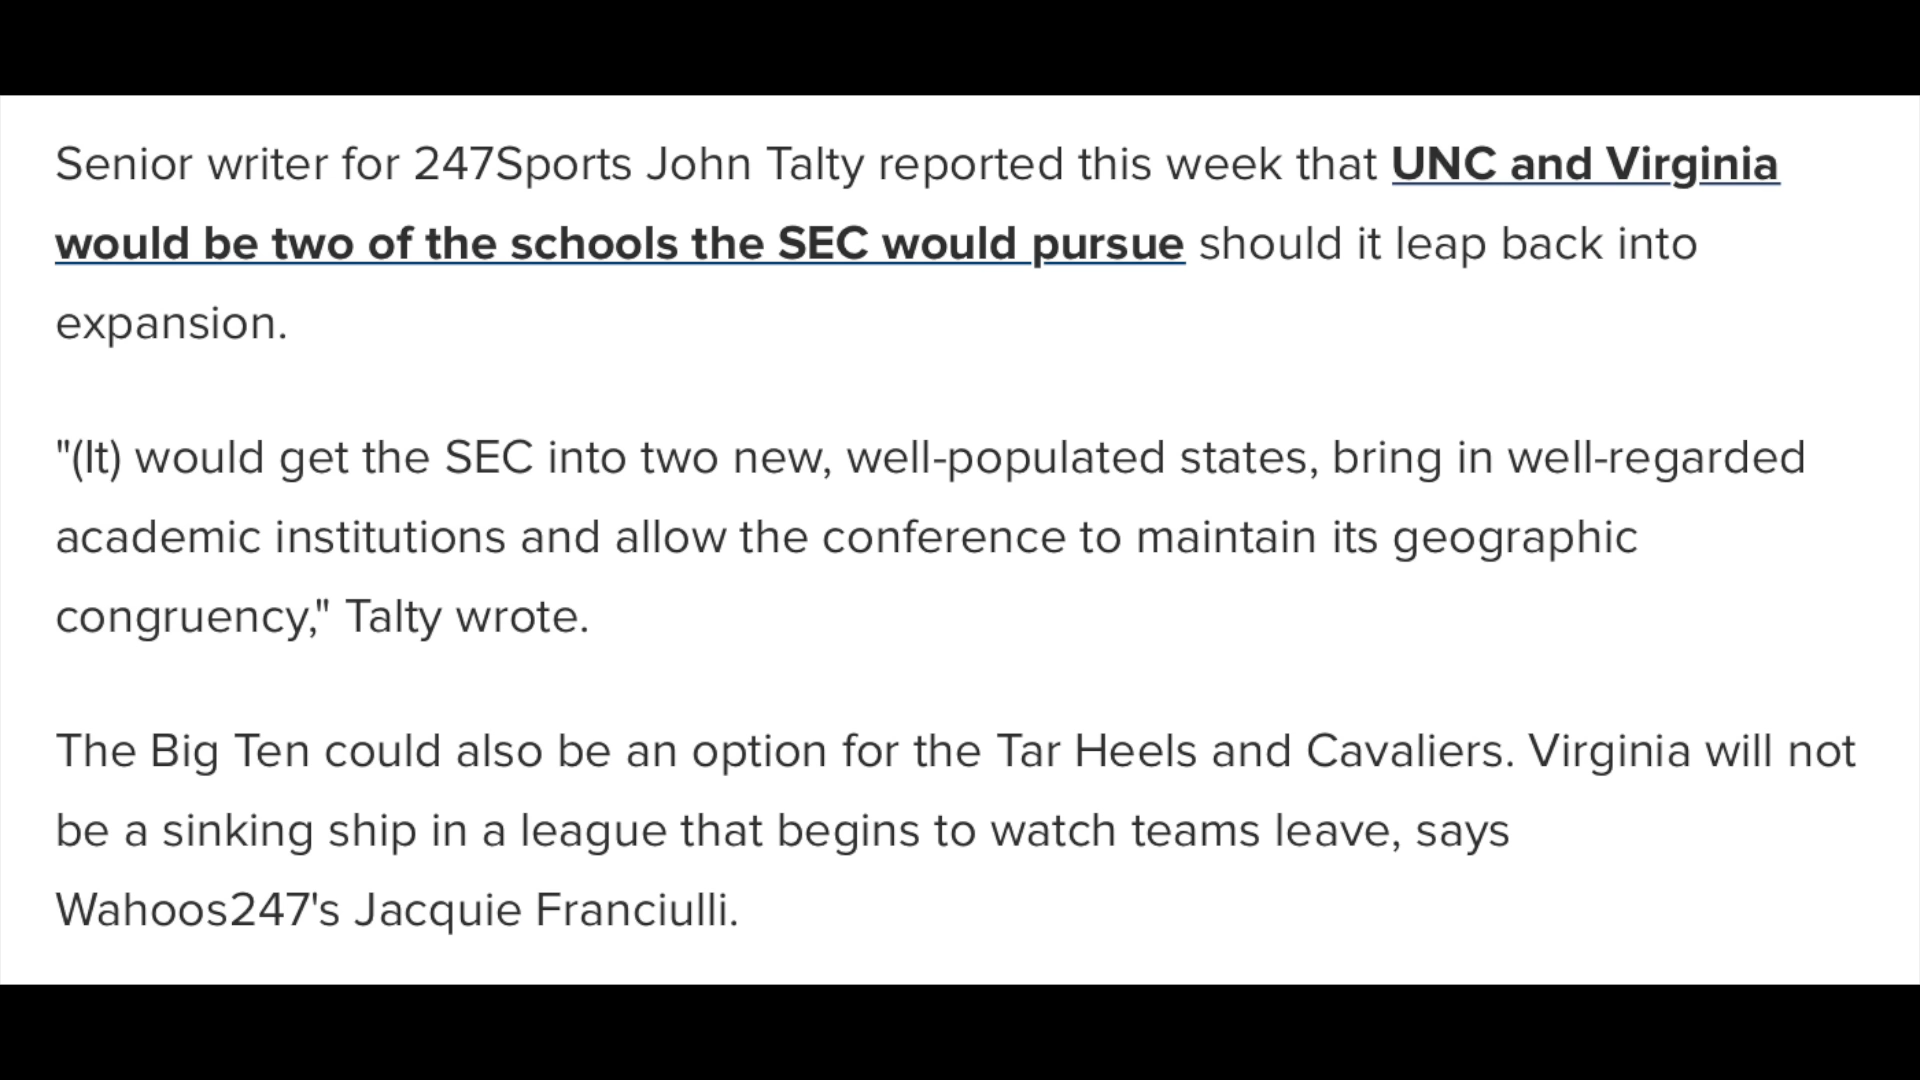 Senior writer for 247Sports John Talty reported this week that UNC and Virginia
would be two of the schools the SEC would pursue should it leap back into
expansion.
"(It) would get the SEC into two new, well-populated states, bring in well-regarded
academic institutions and allow the conference to maintain its geographic
congruency," Talty wrote.
The Big Ten could also be an option for the Tar Heels and Cavaliers. Virginia will not
be a sinking ship in a league that begins to watch teams leave, says
Wahoos247's Jacquie Franciulli.